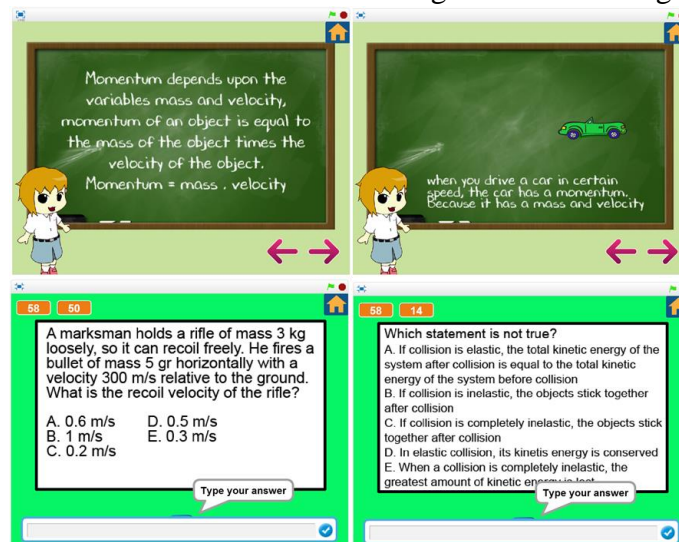 Momentum depends upon the
variables mass and velocity,
momentum of an object is equal to
the mass of the object times the
velocity of the object.
Momentum = mass . velocity
when you drive a car in certain
speed, the car has a momentum.
Because it has a mass and velocity
58 50
A marksman holds a rifle of mass 3 kg
loosely, so it can recoil freely. He fires a
bullet of mass 5 gr horizontally with a
velocity 300 m/s relative to the ground.
What is the recoil velocity of the rifle?
A. 0.6 m/s D. 0.5 m/s
B. 1 m/s E. 0.3 m/s
C. 0.2 m/s
Type your answer
58 14
Which statement is not true?
A. If collision is elastic, the total kinetic energy of the
system after collision is equal to the total kinetic
energy of the system before collision
B. If collision is inelastic, the objects stick together
after collision
C. If collision is completely inelastic, the objects stick
together after collision
D. In elastic collision, its kinetis energy is conserved
E. When a collision is completely inelastic, the
greatest amount of kinetic
Type your answer